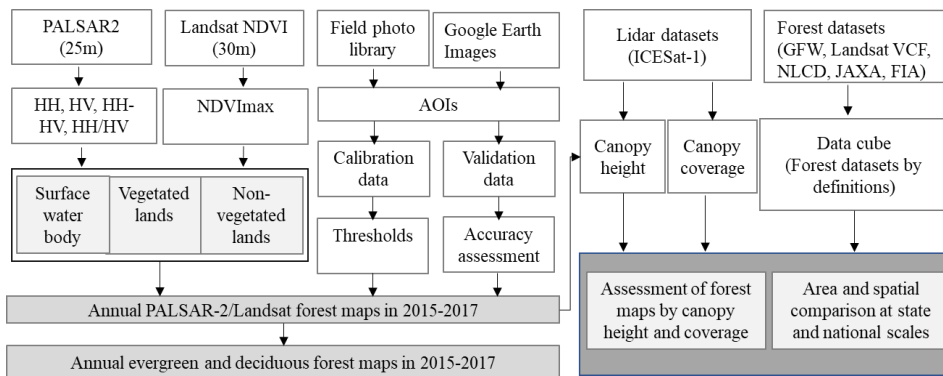 PALSAR2
(25m)
Landsat NDVI
(30m)
Field photo
library
Google Earth
Images
Lidar datasets
(ICESat-1)
Forest datasets
(GFW, Landsat VCF,
NLCD, JAXA, FIA)
HH, HV, HH-
HV, HH/HV
NDVImax
AOIs
Calibration
data
Validation
data
Canopy
height
Canopy
coverage
Data cube
(Forest datasets by
definitions)
Surface
water
body
Vegetated
lands
Non-
vegetated
lands
Thresholds
Accuracy
assessment
Annual PALSAR-2/Landsat forest maps in 2015-2017
Assessment of forest
maps by canopy
height and coverage
Area and spatial
comparison at state
and national scales
Annual evergreen and deciduous forest maps in 2015-2017